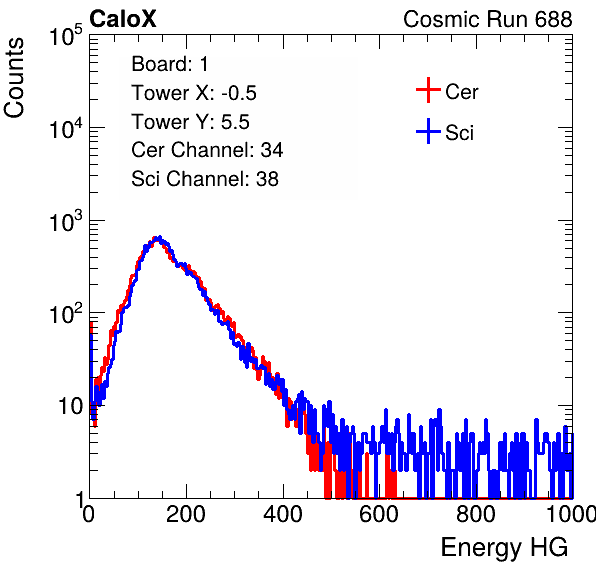 CaloX Cosmic Run 688
Counts
10^5
10^4
10^3
10^2
10
1
Board: 1
Tower X: -0.5
Tower Y: 5.5
Cer Channel: 34
Sci Channel: 38
Cer
Sci
0 200 400 600 800 1000
Energy HG